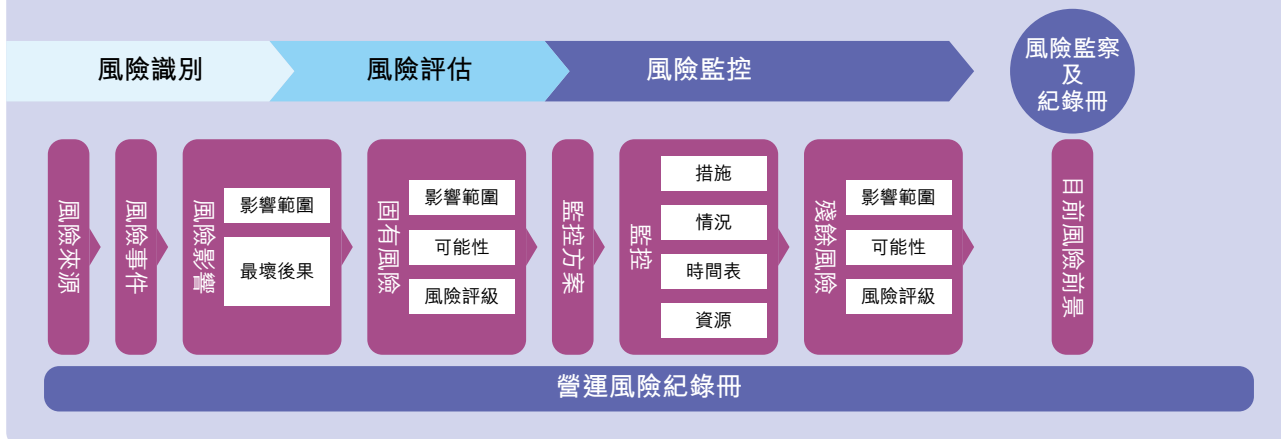 風險識別
風險評估
風險監控
風險監察
及
紀錄冊
風險來源
風險事件
風險影響
影響範圍
最壞後果
固有風險
影響範圍
可能性
風險評級
監控方案
監控
措施
情況
時間表
資源
殘餘風險
影響範圍
可能性
風險評級
目前風險前景
營運風險紀錄冊